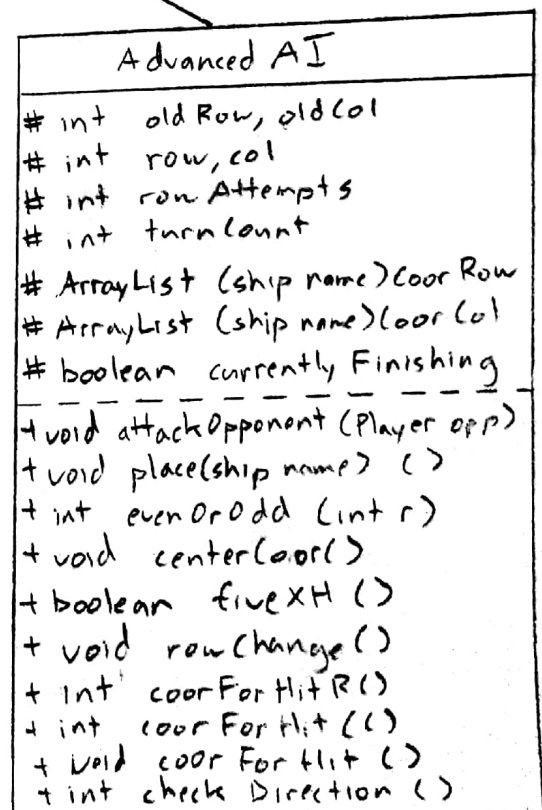 Advanced AI
# int oldRow, oldCol
# int row, col
# int rowAttempts
# int turnCount
# ArrayList (ship name)CoorRow
# ArrayList (ship name)CoorCol
# boolean currentlyFinishing
+ void attackOpponent (Player opp)
+ void place(ship name) ()
+ int evenOrOdd (int r)
+ void centerCoor()
+ boolean fiveXH ()
+ void rowChange ()
+ int coorForHitR()
+ int coorForHitC()
+ void coorForHit ()
+ int checkDirection ()